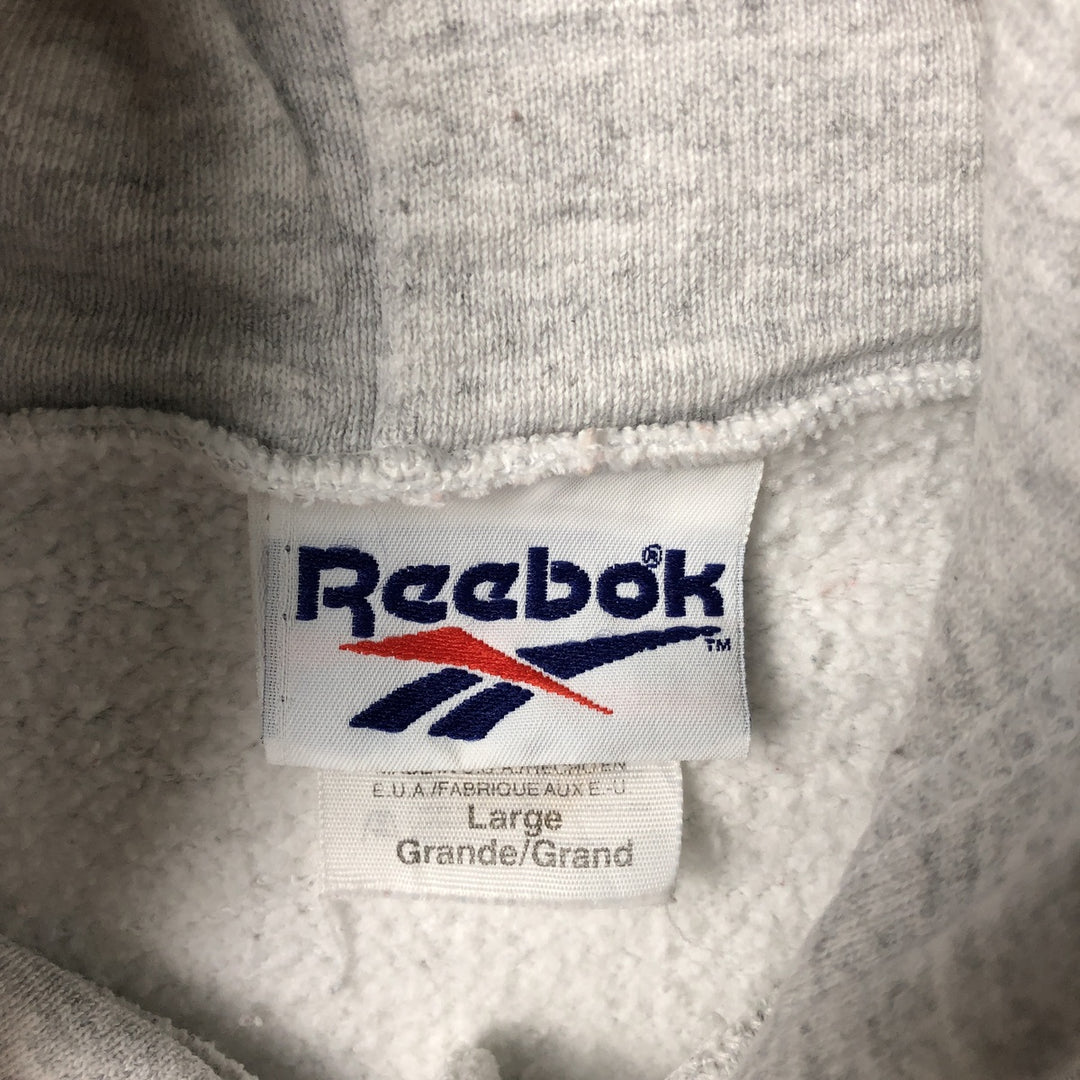 Reebok®
TM
E.U.A./FABRIQUE AUX E.-U.
Large
Grande/Grand